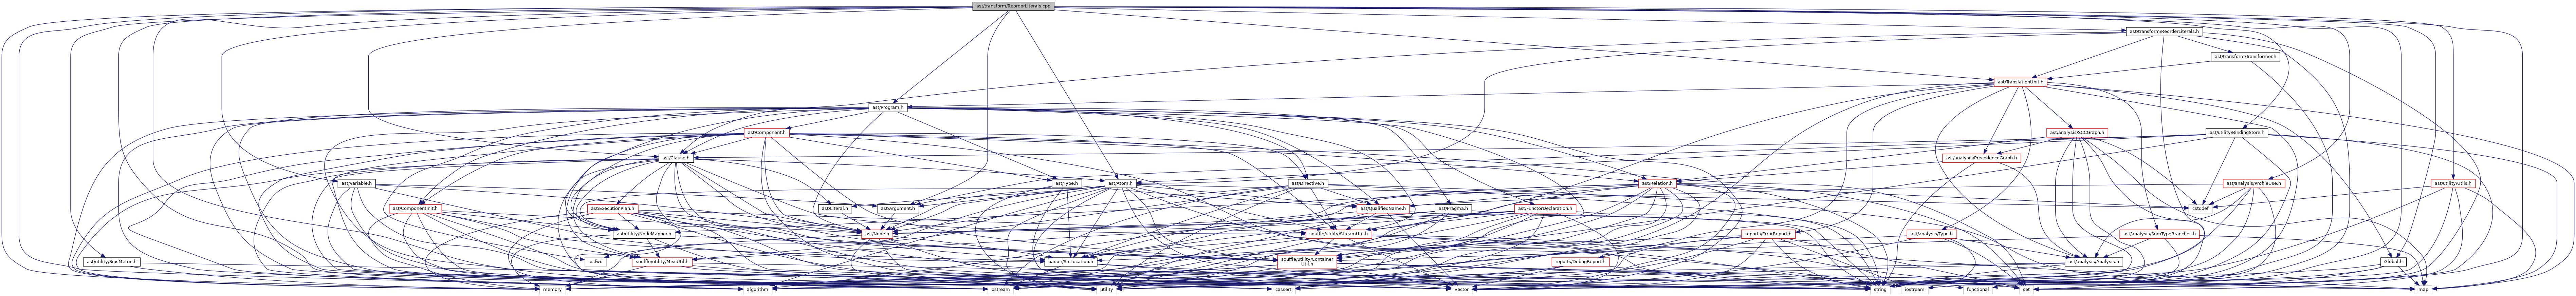 ast/transform/ReorderLiterals.cpp
ast/transform/ReorderLiterals.h
ast/transform/Transformer.h
ast/TranslationUnit.h
ast/Program.h
ast/Component.h
ast/analysis/SCCGraph.h
ast/utility/BindingStore.h
ast/Clause.h
ast/analysis/PrecedenceGraph.h
ast/Variable.h
ast/Type.h
ast/Atom.h
ast/Directive.h
ast/Relation.h
ast/analysis/ProfileUse.h
ast/utility/Utils.h
ast/ComponentInit.h
ast/ExecutionPlan.h
ast/Literal.h
ast/Argument.h
ast/QualifiedName.h
ast/Pragma.h
ast/FunctorDeclaration.h
cstddef
ast/utility/NodeMapper.h
ast/Node.h
souffle/utility/StreamUtil.h
reports/ErrorReport.h
ast/analysis/Type.h
ast/analysis/SumTypeBranches.h
ast/utility/SipsMetric.h
iosfwd
souffle/utility/MiscUtil.h
parser/SrcLocation.h
souffle/utility/Container
Util.h
reports/DebugReport.h
ast/analysis/Analysis.h
Global.h
memory
algorithm
ostream
utility
cassert
vector
string
iostream
functional
set
map